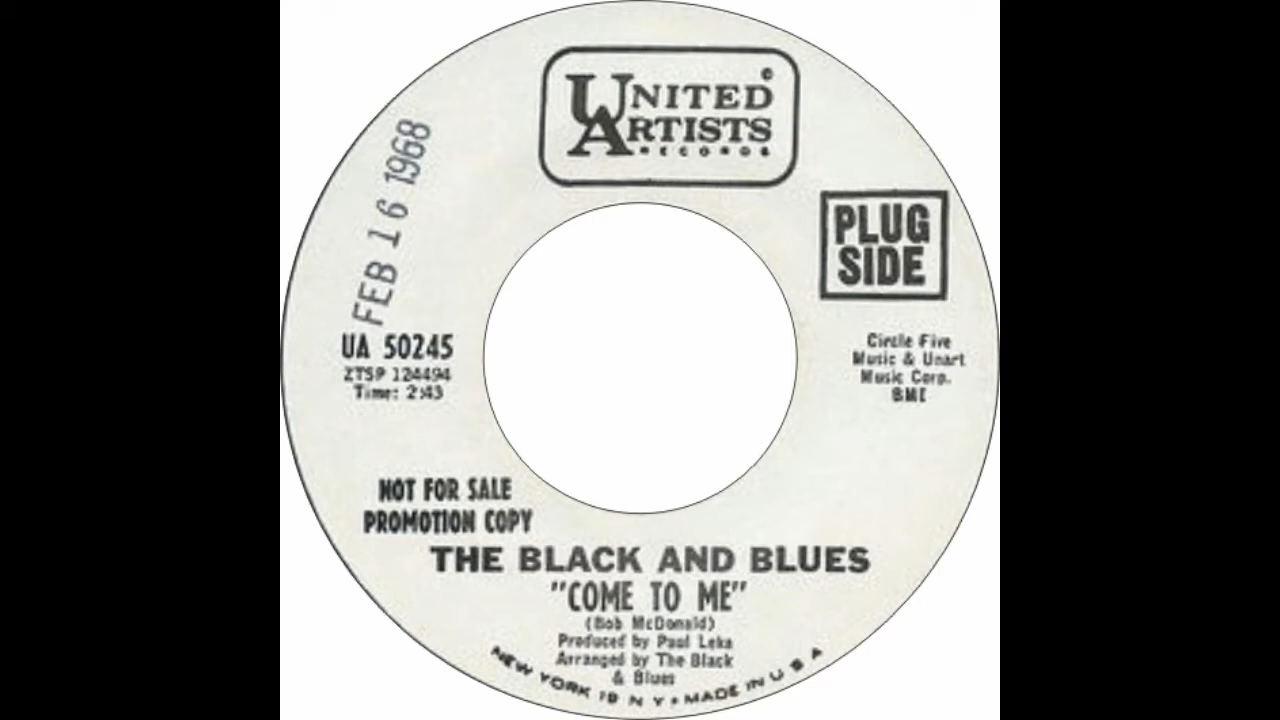 UNITED
ARTISTS
RECORDS
©
FEB 16 1968
PLUG
SIDE
UA 50245
ZTSP 124494
Time: 2:43
Circle Five
Music & Unart
Music Corp.
BMI
NOT FOR SALE
PROMOTION COPY
THE BLACK AND BLUES
"COME TO ME"
(Bob McDonald)
Produced by Paul Leka
Arranged by The Black
& Blues
NEW YORK 19 N Y • MADE IN U S A